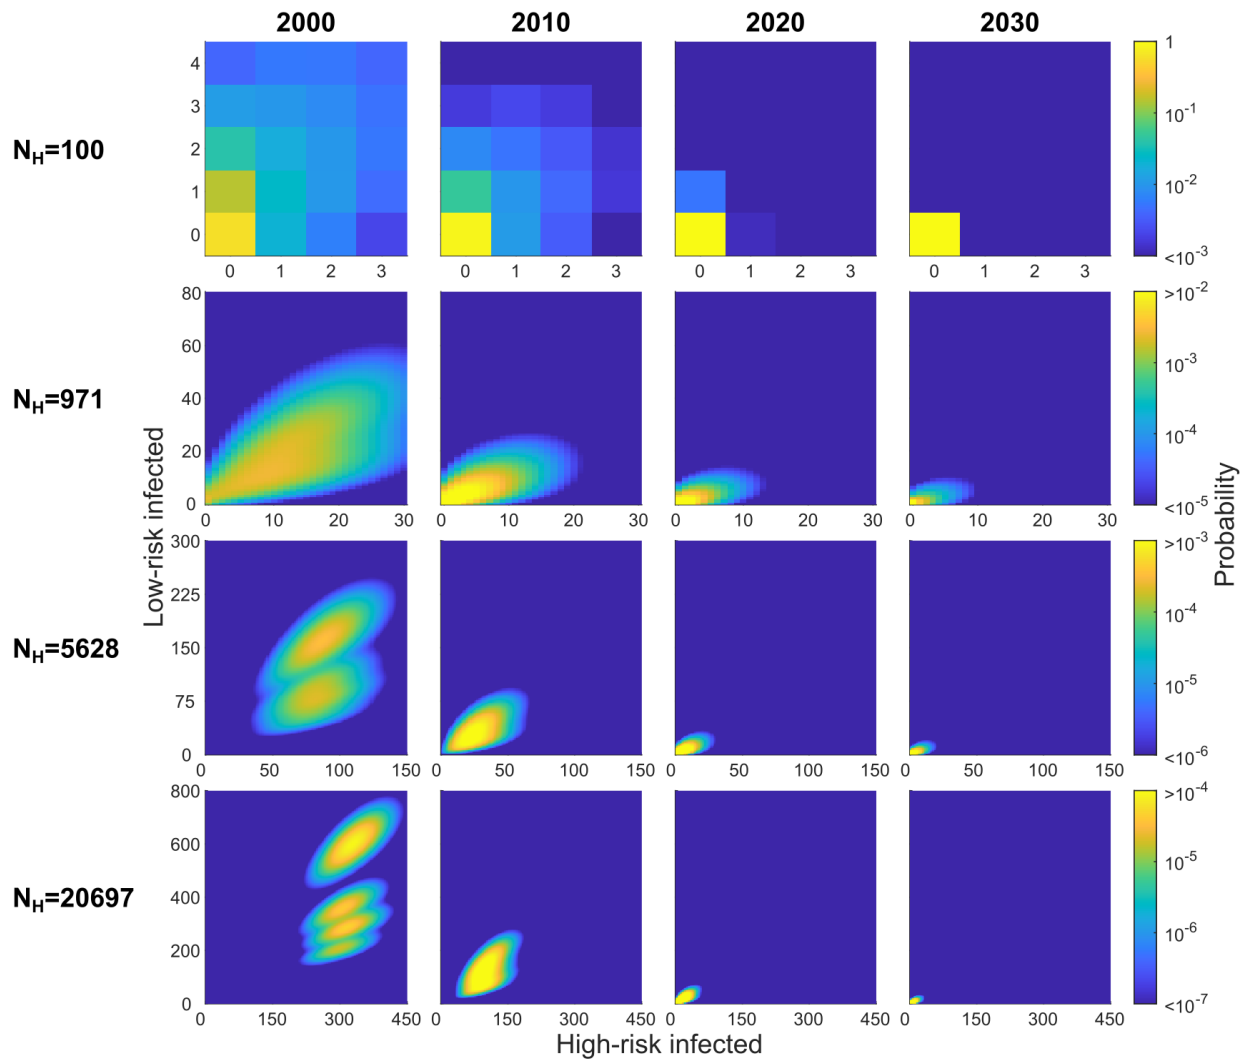 2000 2010 2020 2030
N_H=100
4
3
2
1
0
0 1 2 3
0 1 2 3
0 1 2 3
0 1 2 3
1
10^-1
10^-2
<10^-3
N_H=971
80
60
40
20
0
0 10 20 30
0 10 20 30
0 10 20 30
0 10 20 30
>10^-2
10^-3
10^-4
<10^-5
Low-risk infected
Probability
N_H=5628
300
225
150
75
0
0 50 100 150
0 50 100 150
0 50 100 150
0 50 100 150
>10^-3
10^-4
10^-5
<10^-6
N_H=20697
800
600
400
200
0
0 150 300 450
0 150 300 450
0 150 300 450
0 150 300 450
>10^-4
10^-5
10^-6
<10^-7
High-risk infected